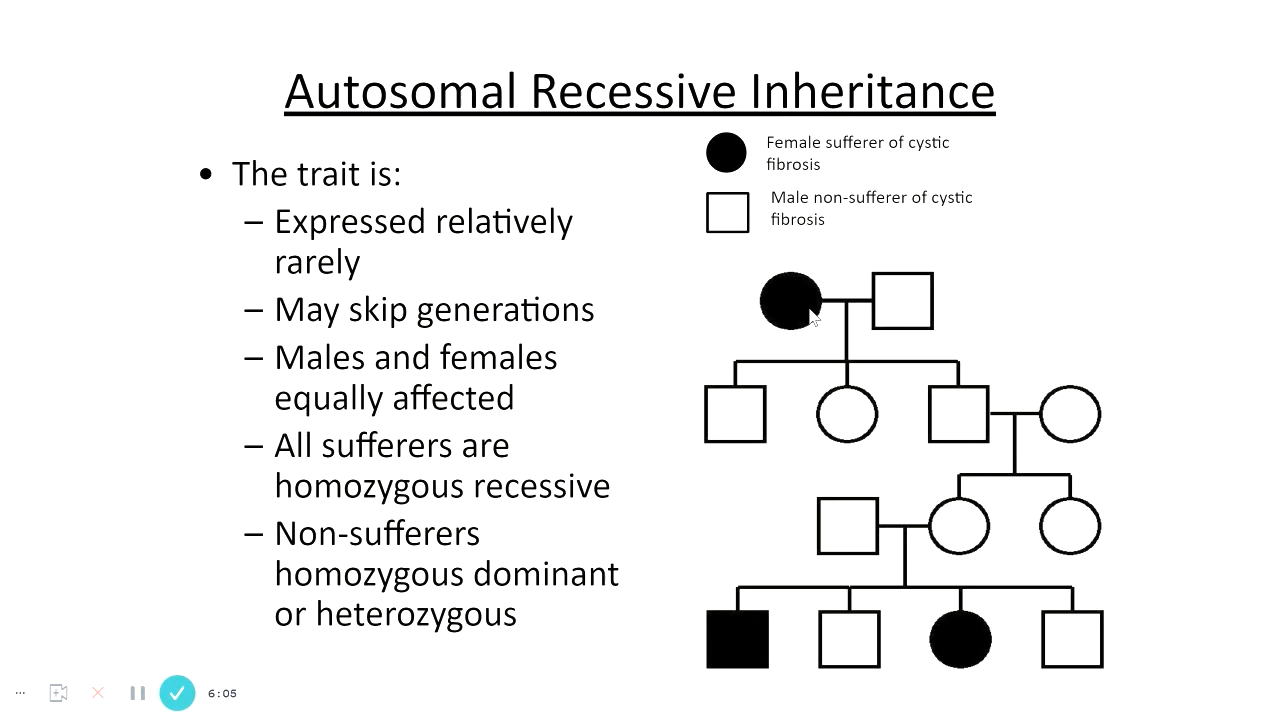 Autosomal Recessive Inheritance
• The trait is:
– Expressed relatively
rarely
– May skip generations
– Males and females
equally affected
– All sufferers are
homozygous recessive
– Non-sufferers
homozygous dominant
or heterozygous
Female sufferer of cystic
fibrosis
Male non-sufferer of cystic
fibrosis
6:05